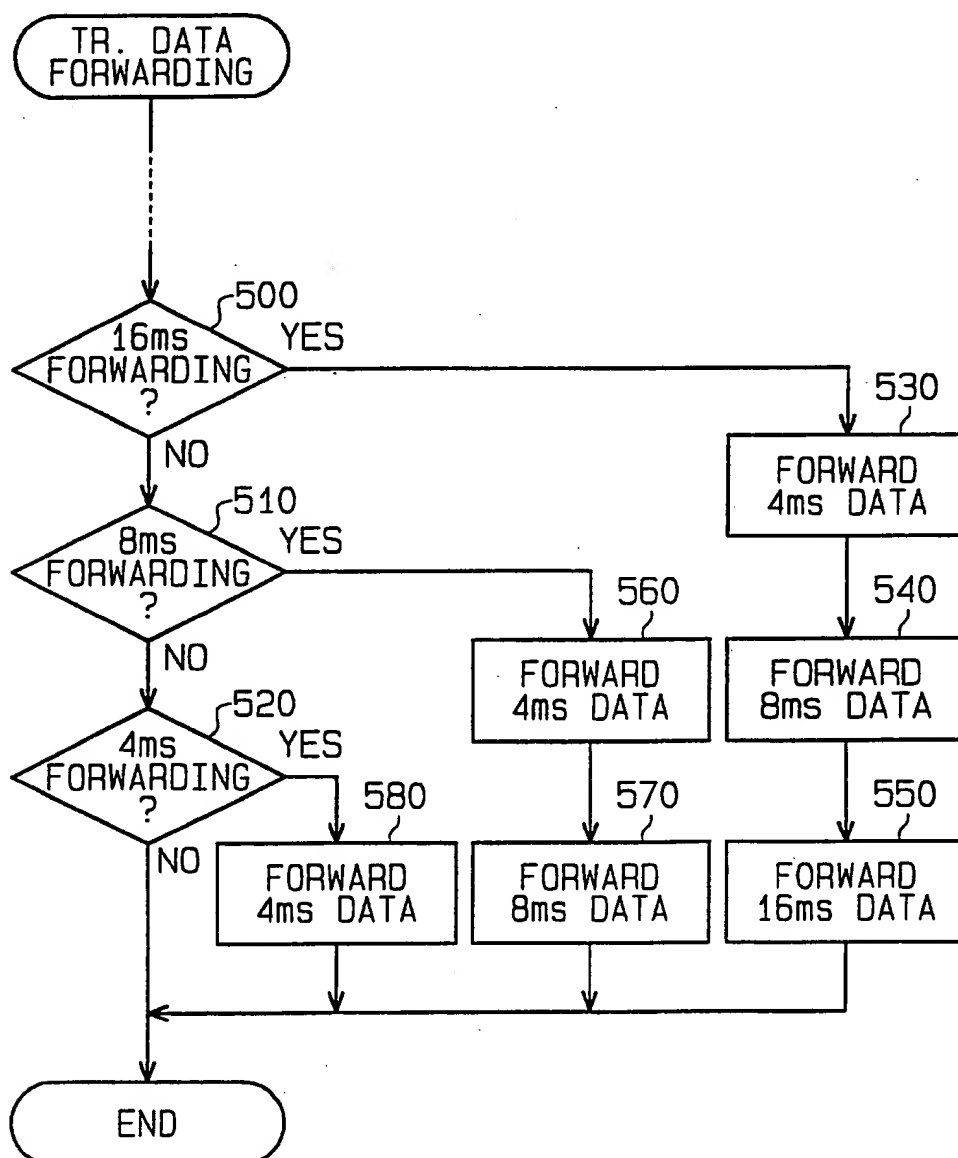 TR. DATA
FORWARDING
500
16ms
FORWARDING
?
YES
NO
530
FORWARD
4ms DATA
510
8ms
FORWARDING
?
YES
NO
560
FORWARD
4ms DATA
540
FORWARD
8ms DATA
520
4ms
FORWARDING
?
YES
NO
580
FORWARD
4ms DATA
570
FORWARD
8ms DATA
550
FORWARD
16ms DATA
END